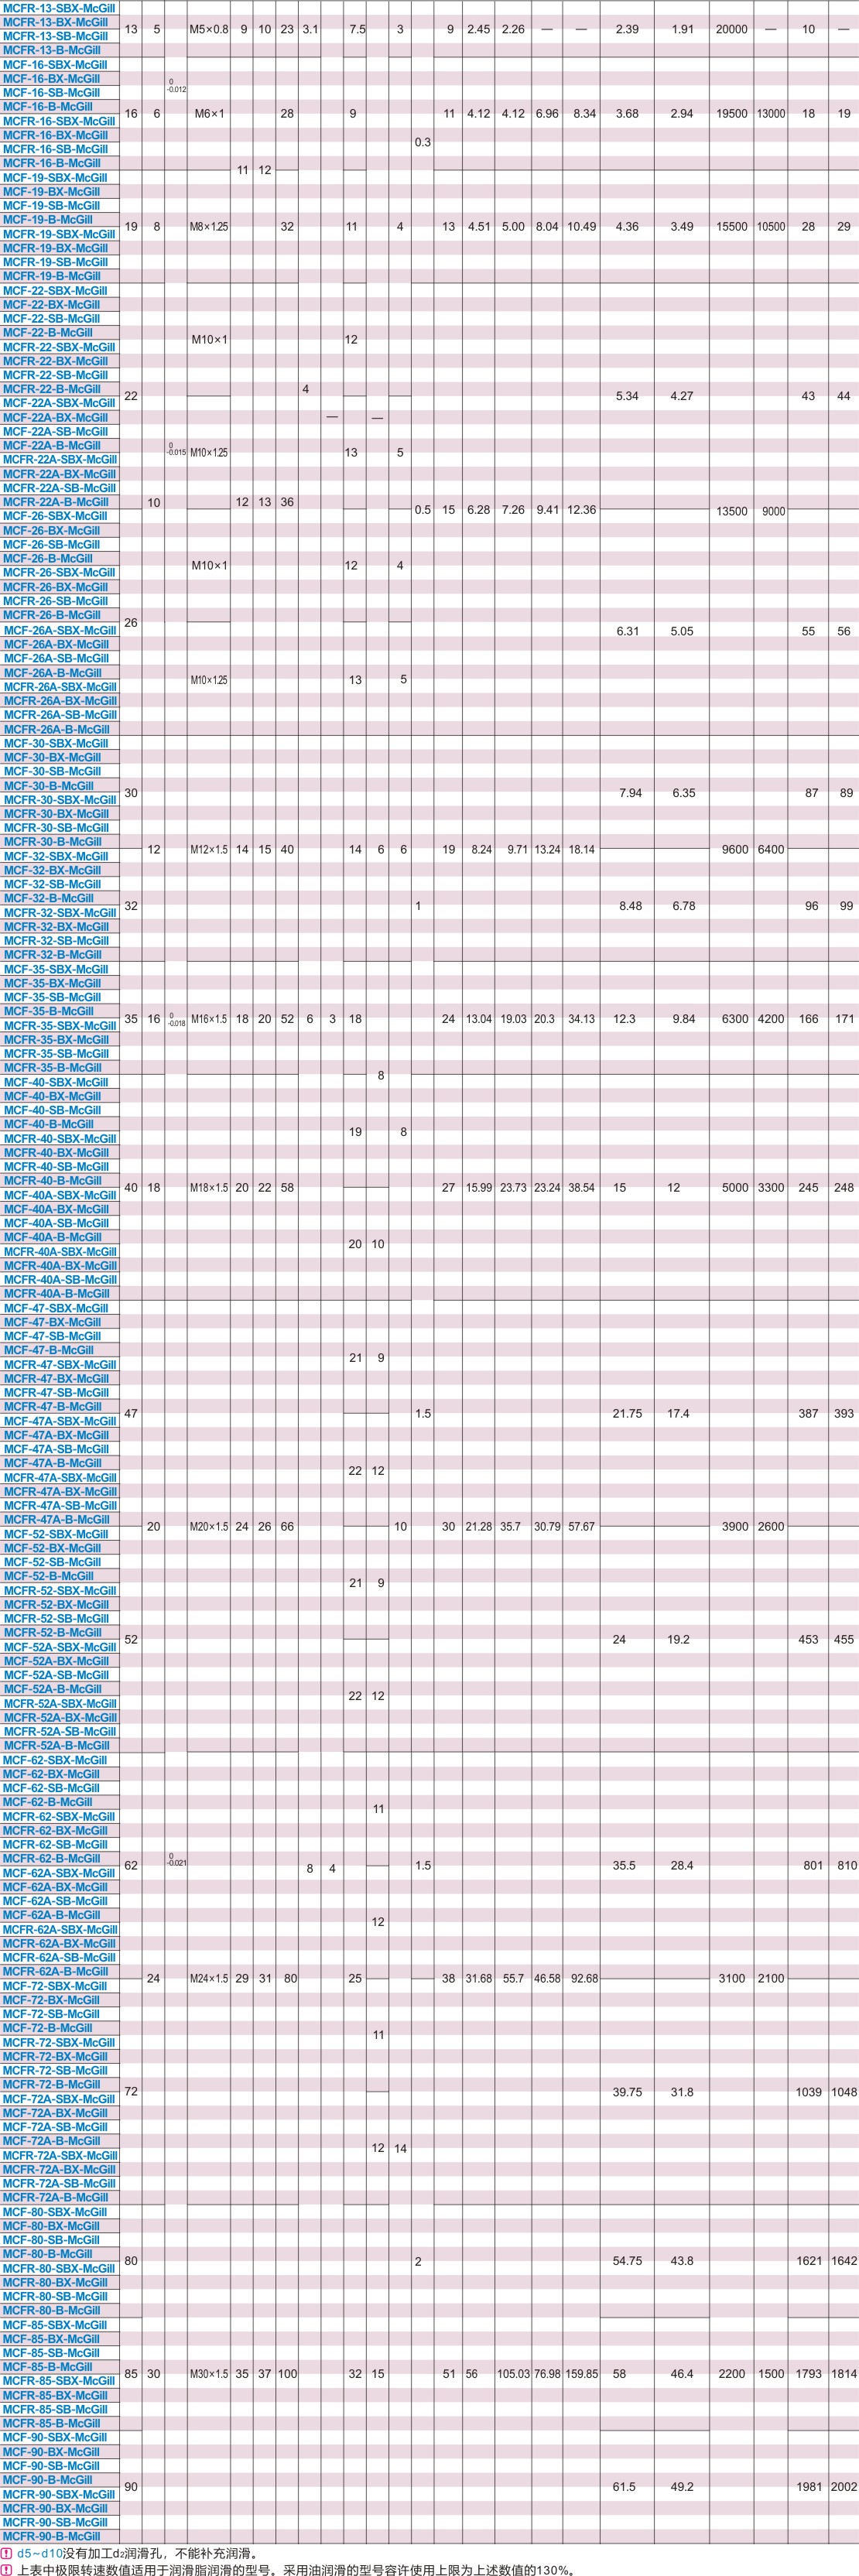 MCFR-13-SBX-McGill
MCFR-13-BX-McGill
13 5 M5×0.8 9 10 23 3.1 7.5 3 9 2.45 2.26 — — 2.39 1.91 20000 — 10 —
MCFR-13-SB-McGill
MCFR-13-B-McGill
MCF-16-SBX-McGill
MCF-16-BX-McGill
0
-0.012
MCF-16-SB-McGill
MCF-16-B-McGill
16 6 M6×1 28 9 11 4.12 4.12 6.96 8.34 3.68 2.94 19500 13000 18 19
MCFR-16-SBX-McGill
MCFR-16-BX-McGill
0.3
MCFR-16-SB-McGill
MCFR-16-B-McGill
11 12
MCF-19-SBX-McGill
MCF-19-BX-McGill
MCF-19-SB-McGill
MCF-19-B-McGill
19 8 M8×1.25 32 11 4 13 4.51 5.00 8.04 10.49 4.36 3.49 15500 10500 28 29
MCFR-19-SBX-McGill
MCFR-19-BX-McGill
MCFR-19-SB-McGill
MCFR-19-B-McGill
MCF-22-SBX-McGill
MCF-22-BX-McGill
MCF-22-SB-McGill
MCF-22-B-McGill
M10×1 12
MCFR-22-SBX-McGill
MCFR-22-BX-McGill
MCFR-22-SB-McGill
MCFR-22-B-McGill 4
22 5.34 4.27 43 44
MCF-22A-SBX-McGill
MCF-22A-BX-McGill — —
MCF-22A-SB-McGill
MCF-22A-B-McGill
0
-0.015 M10×1.25 13 5
MCFR-22A-SBX-McGill
MCFR-22A-BX-McGill
MCFR-22A-SB-McGill
MCFR-22A-B-McGill 10 12 13 36
0.5 15 6.28 7.26 9.41 12.36 13500 9000
MCF-26-SBX-McGill
MCF-26-BX-McGill
MCF-26-SB-McGill
MCF-26-B-McGill
M10×1 12 4
MCFR-26-SBX-McGill
MCFR-26-BX-McGill
MCFR-26-SB-McGill
MCFR-26-B-McGill
26
MCF-26A-SBX-McGill 6.31 5.05 55 56
MCF-26A-BX-McGill
MCF-26A-SB-McGill
MCF-26A-B-McGill
M10×1.25 13 5
MCFR-26A-SBX-McGill
MCFR-26A-BX-McGill
MCFR-26A-SB-McGill
MCFR-26A-B-McGill
MCF-30-SBX-McGill
MCF-30-BX-McGill
MCF-30-SB-McGill
MCF-30-B-McGill
30 7.94 6.35 87 89
MCFR-30-SBX-McGill
MCFR-30-BX-McGill
MCFR-30-SB-McGill
MCFR-30-B-McGill
12 M12×1.5 14 15 40 14 6 6 19 8.24 9.71 13.24 18.14 9600 6400
MCF-32-SBX-McGill
MCF-32-BX-McGill
MCF-32-SB-McGill
MCF-32-B-McGill
32 1 8.48 6.78 96 99
MCFR-32-SBX-McGill
MCFR-32-BX-McGill
MCFR-32-SB-McGill
MCFR-32-B-McGill
MCF-35-SBX-McGill
MCF-35-BX-McGill
MCF-35-SB-McGill
MCF-35-B-McGill
35 16 0
-0.018 M16×1.5 18 20 52 6 3 18 24 13.04 19.03 20.3 34.13 12.3 9.84 6300 4200 166 171
MCFR-35-SBX-McGill
MCFR-35-BX-McGill
MCFR-35-SB-McGill
MCFR-35-B-McGill
8
MCF-40-SBX-McGill
MCF-40-BX-McGill
MCF-40-SB-McGill
MCF-40-B-McGill
19 8
MCFR-40-SBX-McGill
MCFR-40-BX-McGill
MCFR-40-SB-McGill
MCFR-40-B-McGill
40 18 M18×1.5 20 22 58 27 15.99 23.73 23.24 38.54 15 12 5000 3300 245 248
MCF-40A-SBX-McGill
MCF-40A-BX-McGill
MCF-40A-SB-McGill
MCF-40A-B-McGill
20 10
MCFR-40A-SBX-McGill
MCFR-40A-BX-McGill
MCFR-40A-SB-McGill
MCFR-40A-B-McGill
MCF-47-SBX-McGill
MCF-47-BX-McGill
MCF-47-SB-McGill
MCF-47-B-McGill
21 9
MCFR-47-SBX-McGill
MCFR-47-BX-McGill
MCFR-47-SB-McGill
MCFR-47-B-McGill
47 1.5 21.75 17.4 387 393
MCF-47A-SBX-McGill
MCF-47A-BX-McGill
MCF-47A-SB-McGill
MCF-47A-B-McGill
22 12
MCFR-47A-SBX-McGill
MCFR-47A-BX-McGill
MCFR-47A-SB-McGill
MCFR-47A-B-McGill
20 M20×1.5 24 26 66 10 30 21.28 35.7 30.79 57.67 3900 2600
MCF-52-SBX-McGill
MCF-52-BX-McGill
MCF-52-SB-McGill
MCF-52-B-McGill
21 9
MCFR-52-SBX-McGill
MCFR-52-BX-McGill
MCFR-52-SB-McGill
MCFR-52-B-McGill
52 24 19.2 453 455
MCF-52A-SBX-McGill
MCF-52A-BX-McGill
MCF-52A-SB-McGill
MCF-52A-B-McGill
22 12
MCFR-52A-SBX-McGill
MCFR-52A-BX-McGill
MCFR-52A-SB-McGill
MCFR-52A-B-McGill
MCF-62-SBX-McGill
MCF-62-BX-McGill
MCF-62-SB-McGill
MCF-62-B-McGill
11
MCFR-62-SBX-McGill
MCFR-62-BX-McGill
MCFR-62-SB-McGill
MCFR-62-B-McGill
62 0
-0.021 8 4 1.5 35.5 28.4 801 810
MCF-62A-SBX-McGill
MCF-62A-BX-McGill
MCF-62A-SB-McGill
MCF-62A-B-McGill
12
MCFR-62A-SBX-McGill
MCFR-62A-BX-McGill
MCFR-62A-SB-McGill
MCFR-62A-B-McGill
24 M24×1.5 29 31 80 25 38 31.68 55.7 46.58 92.68 3100 2100
MCF-72-SBX-McGill
MCF-72-BX-McGill
MCF-72-SB-McGill
MCF-72-B-McGill
11
MCFR-72-SBX-McGill
MCFR-72-BX-McGill
MCFR-72-SB-McGill
MCFR-72-B-McGill
72 39.75 31.8 1039 1048
MCF-72A-SBX-McGill
MCF-72A-BX-McGill
MCF-72A-SB-McGill
MCF-72A-B-McGill
12 14
MCFR-72A-SBX-McGill
MCFR-72A-BX-McGill
MCFR-72A-SB-McGill
MCFR-72A-B-McGill
MCF-80-SBX-McGill
MCF-80-BX-McGill
MCF-80-SB-McGill
MCF-80-B-McGill
80 2 54.75 43.8 1621 1642
MCFR-80-SBX-McGill
MCFR-80-BX-McGill
MCFR-80-SB-McGill
MCFR-80-B-McGill
MCF-85-SBX-McGill
MCF-85-BX-McGill
MCF-85-SB-McGill
MCF-85-B-McGill
85 30 M30×1.5 35 37 100 32 15 51 56 105.03 76.98 159.85 58 46.4 2200 1500 1793 1814
MCFR-85-SBX-McGill
MCFR-85-BX-McGill
MCFR-85-SB-McGill
MCFR-85-B-McGill
MCF-90-SBX-McGill
MCF-90-BX-McGill
MCF-90-SB-McGill
MCF-90-B-McGill
90 61.5 49.2 1981 2002
MCFR-90-SBX-McGill
MCFR-90-BX-McGill
MCFR-90-SB-McGill
MCFR-90-B-McGill
! d5~d10没有加工d2润滑孔，不能补充润滑。
! 上表中极限转速数值适用于润滑脂润滑的型号。采用油润滑的型号容许使用上限为上述数值的130%。